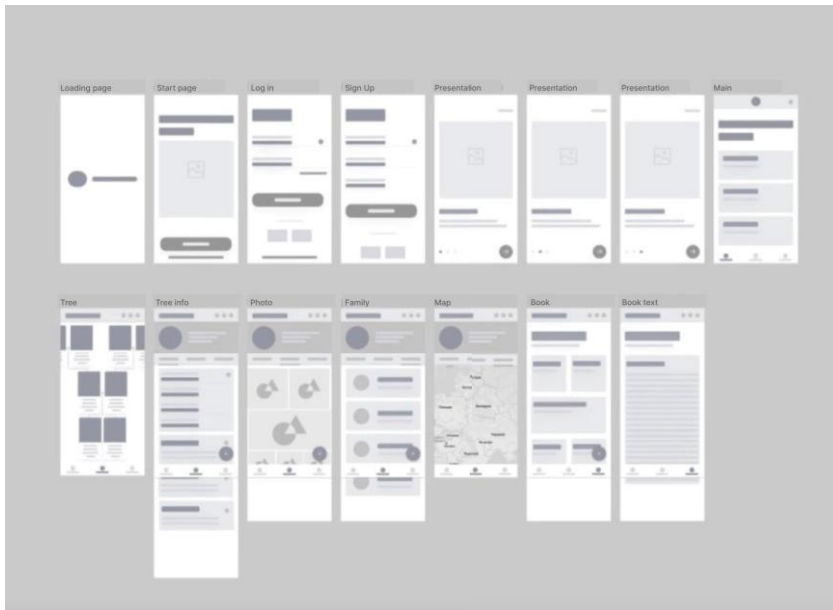 Loading page
Start page
Log in
Sign Up
Presentation
Presentation
Presentation
Main
Tree
Tree info
Photo
Family
Map
Book
Book text